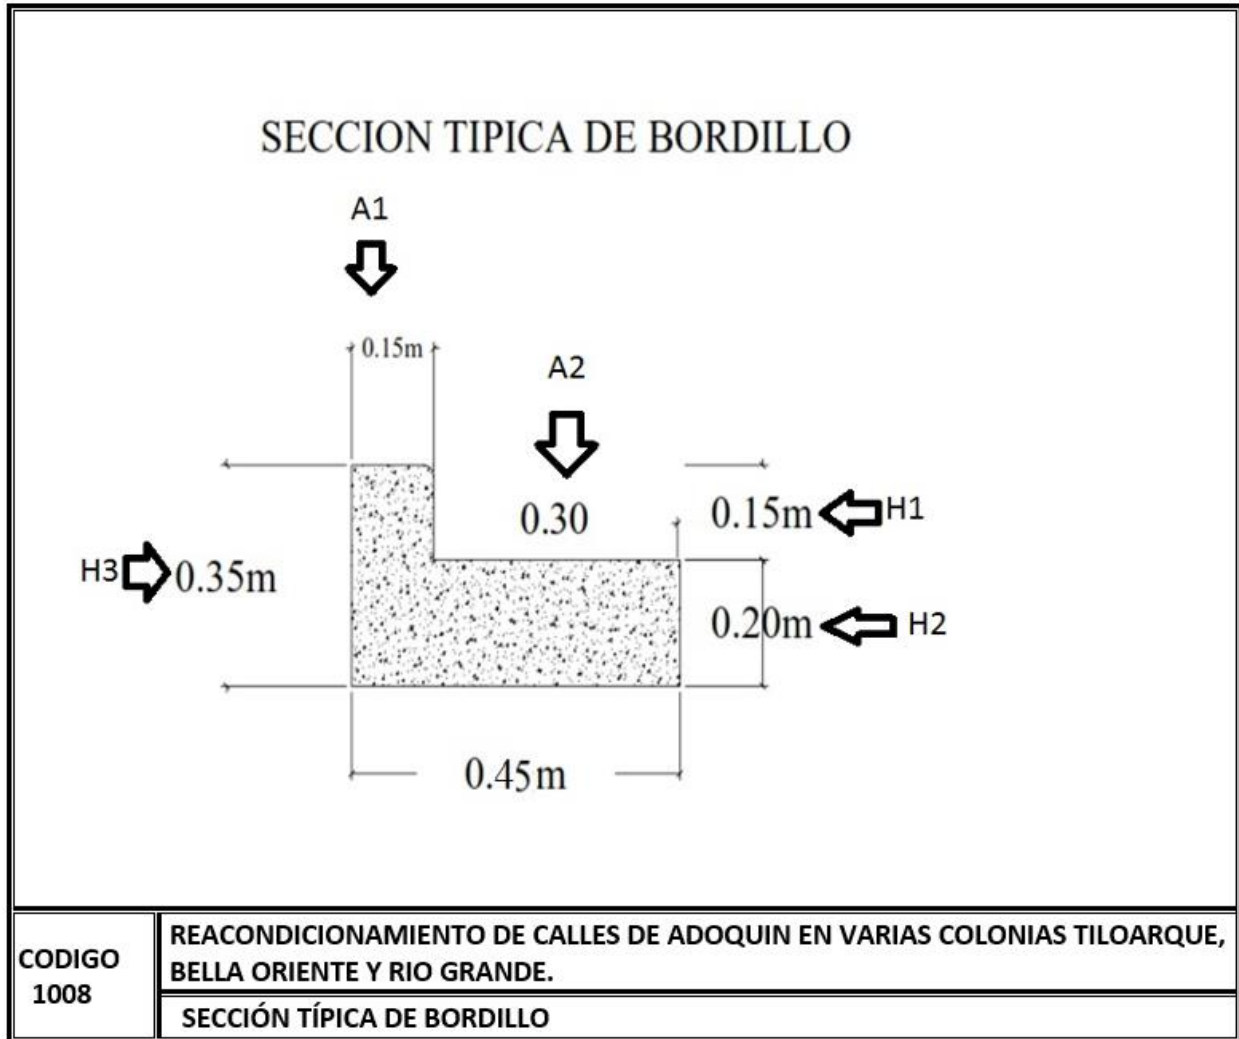 SECCION TIPICA DE BORDILLO
A1
0.15m
A2
0.30
0.15m
H1
H3
0.35m
0.20m
H2
0.45m
CODIGO
1008
REACONDICIONAMIENTO DE CALLES DE ADOQUIN EN VARIAS COLONIAS TILOARQUE,
BELLA ORIENTE Y RIO GRANDE.
SECCIÓN TÍPICA DE BORDILLO